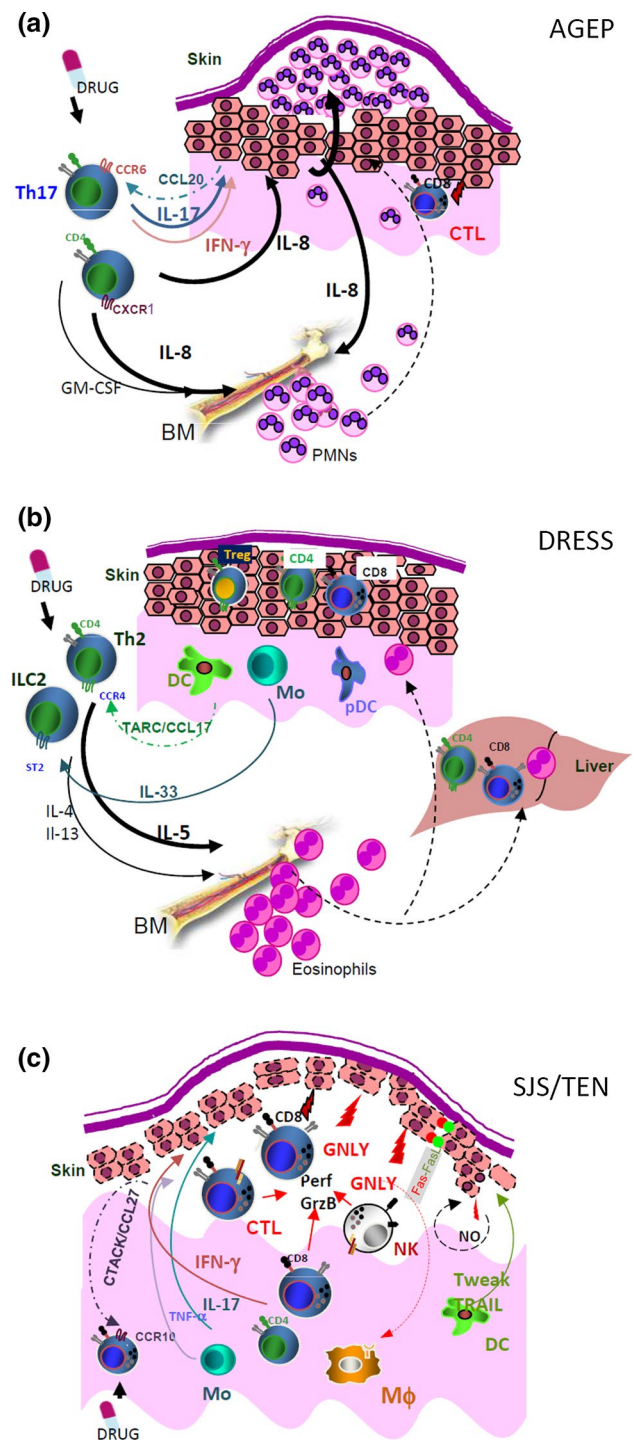 (a)
AGEP
Skin
DRUG
CCR6
Th17
CCL20
IL-17
IFN-γ
CD8
CTL
CD4
IL-8
CXCR1
IL-8
IL-8
GM-CSF
BM
PMNs
(b)
DRESS
Treg
CD4
CD8
Skin
DRUG
CD4
Th2
ILC2
CCR4
DC
Mo
pDC
TARC/CCL17
ST2
IL-33
CD4
CD8
Liver
IL-4
Il-13
IL-5
BM
Eosinophils
(c)
SJS/TEN
CD8
GNLY
Skin
Fas-FasL
Perf
GrzB
GNLY
CTL
NK
NO
CTACK/CCL27
IFN-γ
CD8
IL-17
TNF-α
Tweak
TRAIL
CD4
DC
CCR10
Mo
Mϕ
DRUG